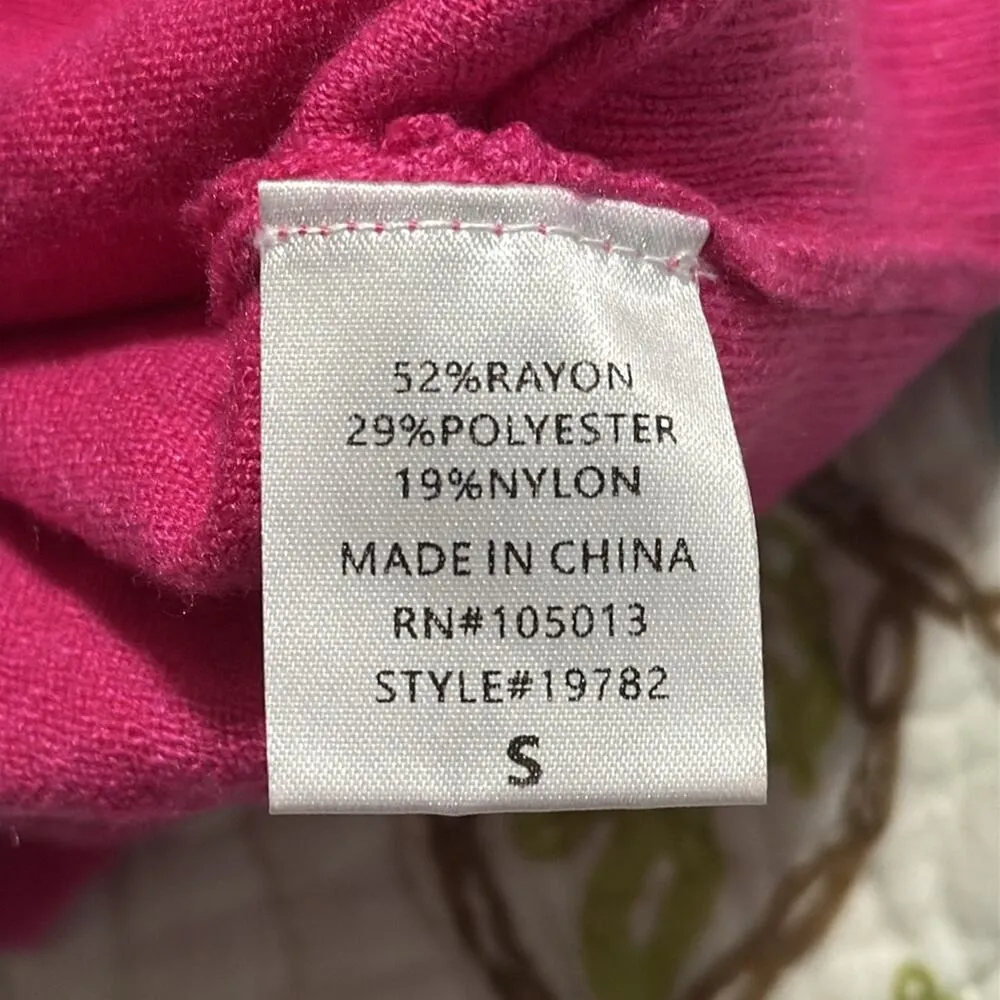 52%RAYON
29%POLYESTER
19%NYLON
MADE IN CHINA
RN#105013
STYLE#19782
S